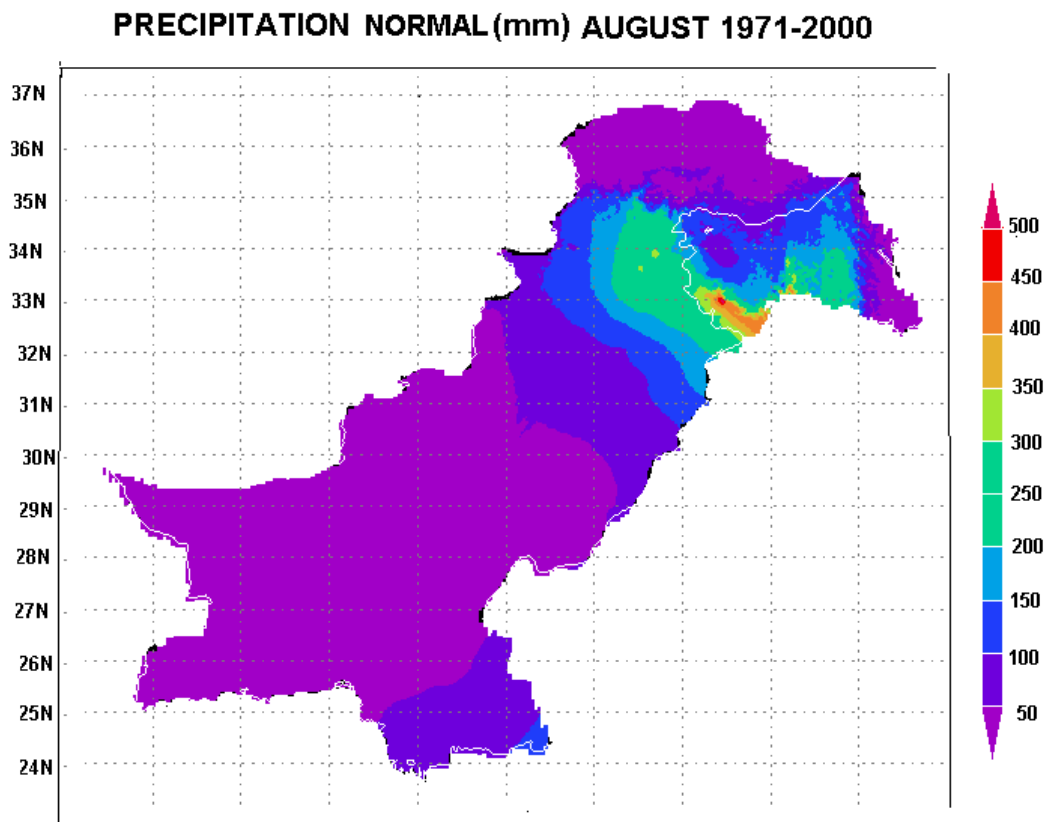 PRECIPITATION NORMAL (mm) AUGUST 1971-2000
37N
36N
35N
34N
33N
32N
31N
30N
29N
28N
27N
26N
25N
24N
500
450
400
350
300
250
200
150
100
50